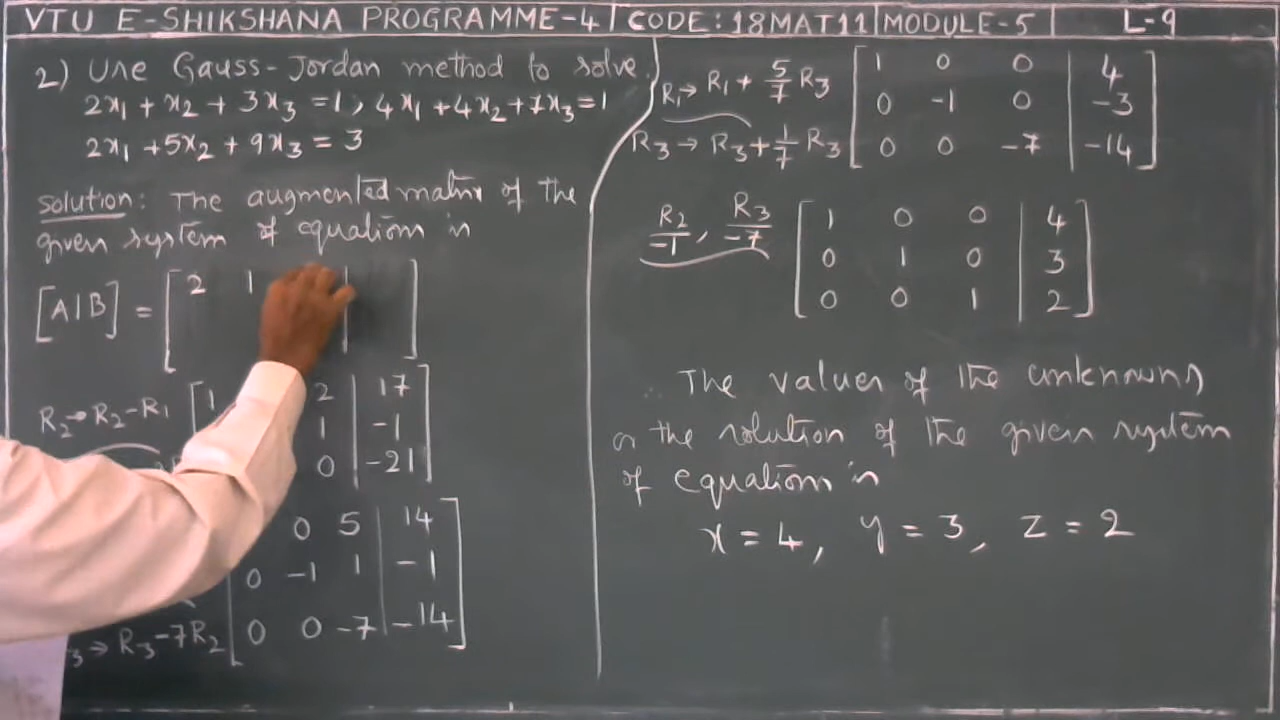 VTU E-SHIKSHANA PROGRAMME-4 | CODE:18MAT11 | MODULE-5 | L-9
2) Use Gauss-Jordan method to solve
2x₁ + x₂ + 3x₃ = 1, 4x₁ + 4x₂ + 7x₃ = 1
2x₁ + 5x₂ + 9x₃ = 3
Solution: The augmented matrix of the
given system of equations is
[A|B] = [ 2 1
R₂→R₂-R₁ [ 1 2 | 17
1 | -1
0 | -21 ]
0 5 | 14
0 -1 1 | -1
R₃→R₃-7R₂ 0 0 -7 | -14 ]
R₁→R₁ + 5/7 R₃ [ 1 0 0 | 4
0 -1 0 | -3
R₃→R₃+1/7 R₃ 0 0 -7 | -14 ]
R₂/-1, R₃/-7 [ 1 0 0 | 4
0 1 0 | 3
0 0 1 | 2 ]
∴ The values of the unknowns
or the solution of the given system
of equations is
x = 4, y = 3, z = 2